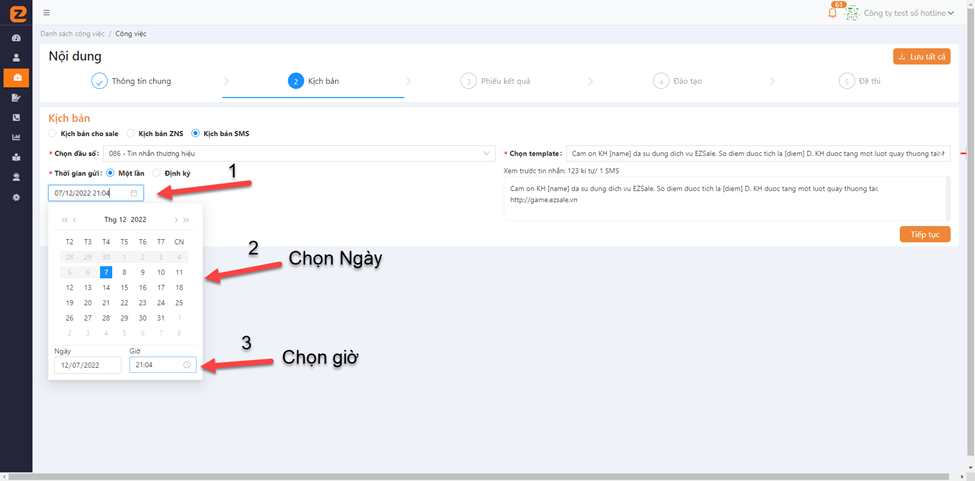 61
Công ty test số hotline
Danh sách công việc / Công việc
Nội dung
Lưu tất cả
Thông tin chung
2 Kịch bản
3 Phiếu kết quả
4 Đào tạo
5 Đề thi
Kịch bản
Kịch bản cho sale Kịch bản ZNS Kịch bản SMS
* Chọn đầu số: 086 - Tin nhắn thương hiệu
* Chọn template: Cam on KH [name] da su dung dich vu EZSale. So diem duoc tich la [diem] D. KH duoc tang mot luot quay thuong tai:
* Thời gian gửi: Một lần Định kỳ
Xem trước tin nhắn: 123 kí tự/ 1 SMS
07/12/2022 21:04
Cam on KH [name] da su dung dich vu EZSale. So diem duoc tich la [diem] D. KH duoc tang mot luot quay thuong tai:
http://game.ezsale.vn
Tiếp tục
1
Thg 12 2022
T2 T3 T4 T5 T6 T7 CN
28 29 30 1 2 3 4
5 6 7 8 9 10 11
12 13 14 15 16 17 18
19 20 21 22 23 24 25
26 27 28 29 30 31 1
2 3 4 5 6 7 8
2
Chọn Ngày
Ngày Giờ
12/07/2022 21:04
3
Chọn giờ